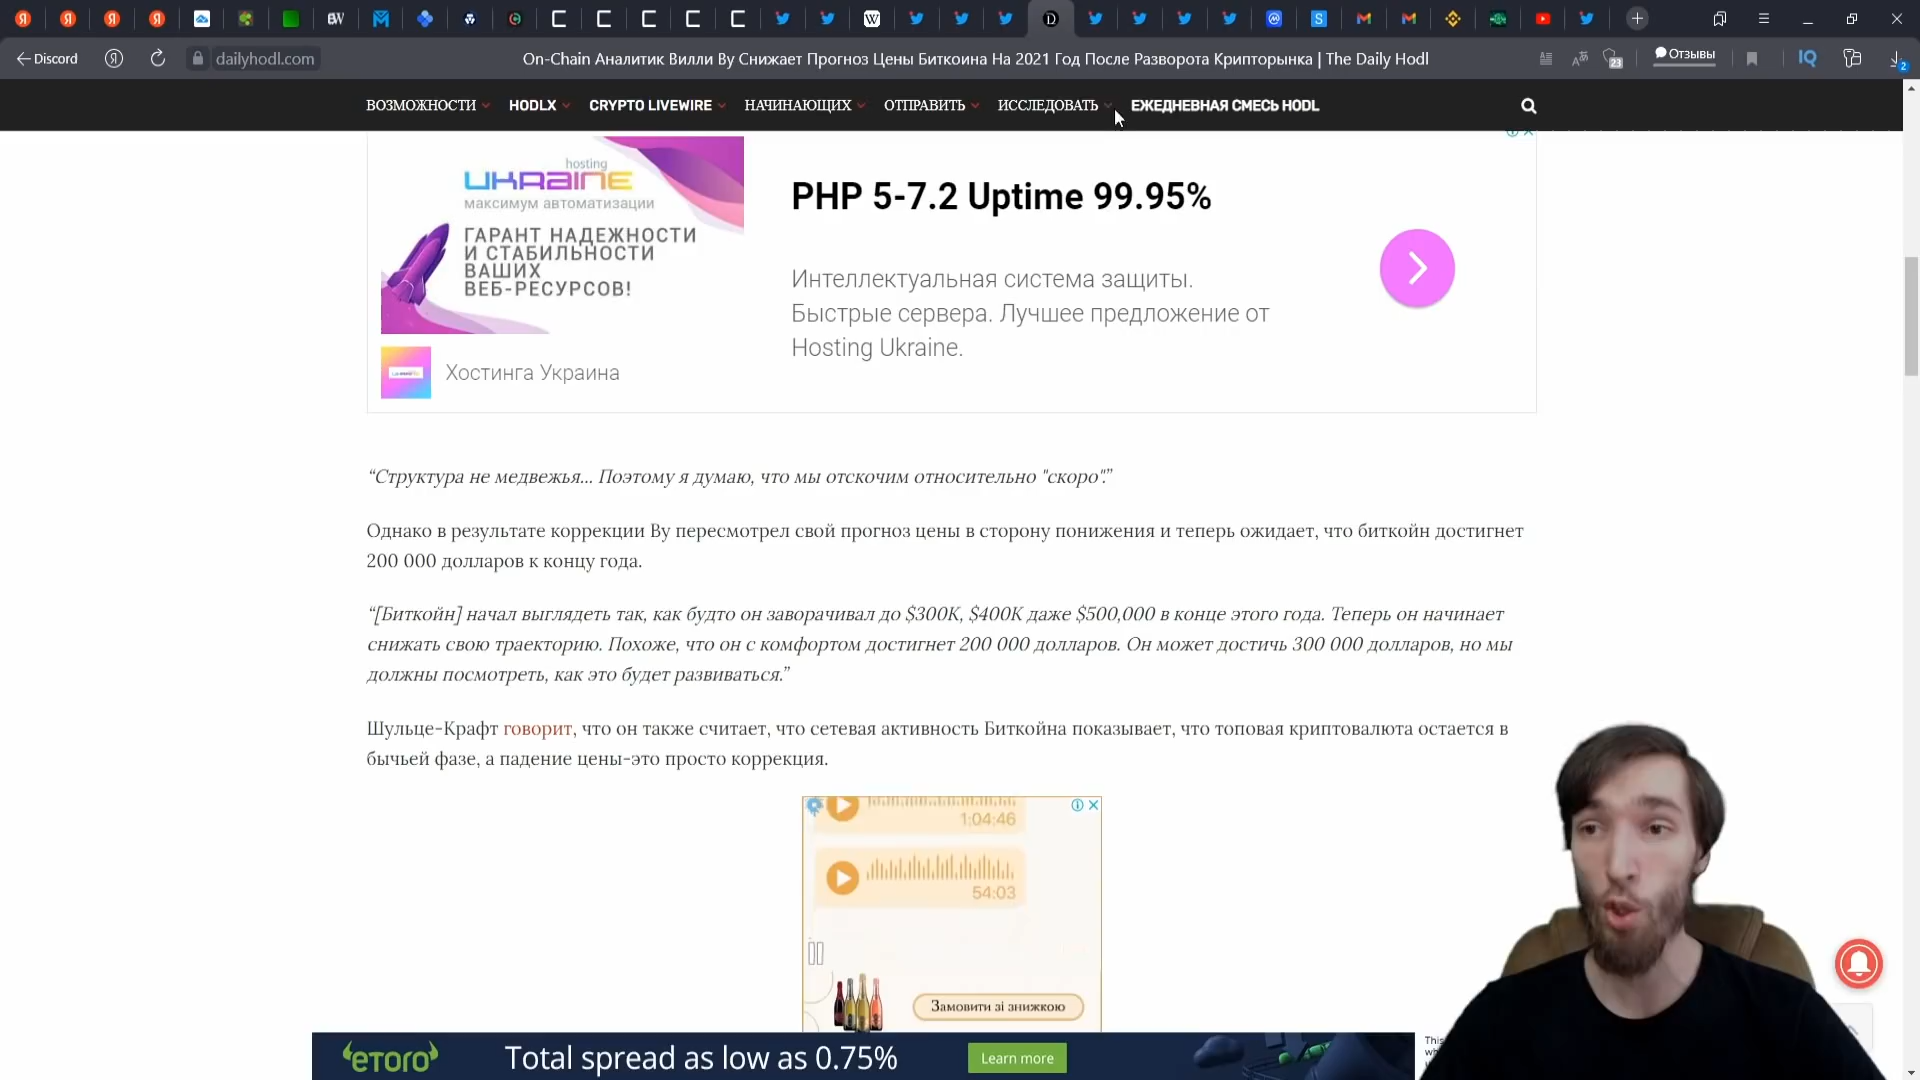 Discord
dailyhodl.com
On-Chain Аналитик Вилли Ву Снижает Прогноз Цены Биткоина На 2021 Год После Разворота Крипторынка | The Daily Hodl
23
Отзывы
IQ
2
ВОЗМОЖНОСТИ
HODLX
CRYPTO LIVEWIRE
НАЧИНАЮЩИХ
ОТПРАВИТЬ
ИССЛЕДОВАТЬ
ЕЖЕДНЕВНАЯ СМЕСЬ HODL
hosting
UKRAINE
максимум автоматизации
ГАРАНТ НАДЕЖНОСТИ
И СТАБИЛЬНОСТИ
ВАШИХ
ВЕБ-РЕСУРСОВ!
Хостинга Украина
PHP 5-7.2 Uptime 99.95%
Интеллектуальная система защиты.
Быстрые сервера. Лучшее предложение от
Hosting Ukraine.
“Структура не медвежья... Поэтому я думаю, что мы отскочим относительно "скоро".”
Однако в результате коррекции Ву пересмотрел свой прогноз цены в сторону понижения и теперь ожидает, что биткойн достигнет
200 000 долларов к концу года.
“[Биткойн] начал выглядеть так, как будто он заворачивал до $300K, $400K даже $500,000 в конце этого года. Теперь он начинает
снижать свою траекторию. Похоже, что он с комфортом достигнет 200 000 долларов. Он может достичь 300 000 долларов, но мы
должны посмотреть, как это будет развиваться.”
Шульце-Крафт говорит, что он также считает, что сетевая активность Биткойна показывает, что топовая криптовалюта остается в
бычьей фазе, а падение цены-это просто коррекция.
1:04:46
54:03
Замовити зі знижкою
eToro
Total spread as low as 0.75%
Learn more
This